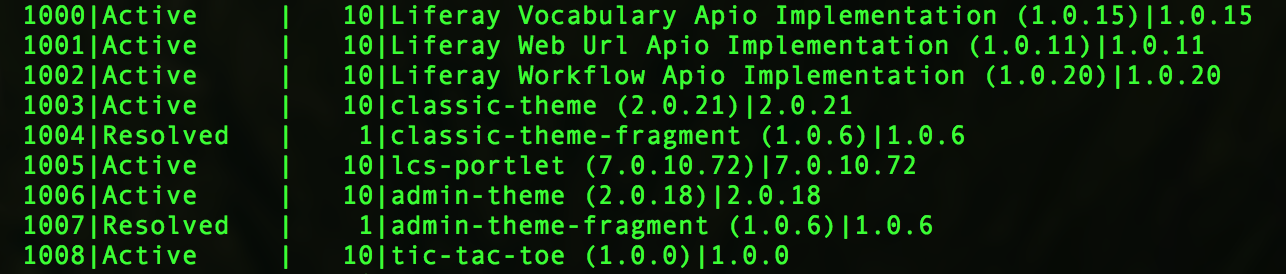 1000|Active     |   10|Liferay Vocabulary Apio Implementation (1.0.15)|1.0.15
1001|Active     |   10|Liferay Web Url Apio Implementation (1.0.11)|1.0.11
1002|Active     |   10|Liferay Workflow Apio Implementation (1.0.20)|1.0.20
1003|Active     |   10|classic-theme (2.0.21)|2.0.21
1004|Resolved   |    1|classic-theme-fragment (1.0.6)|1.0.6
1005|Active     |   10|lcs-portlet (7.0.10.72)|7.0.10.72
1006|Active     |   10|admin-theme (2.0.18)|2.0.18
1007|Resolved   |    1|admin-theme-fragment (1.0.6)|1.0.6
1008|Active     |   10|tic-tac-toe (1.0.0)|1.0.0